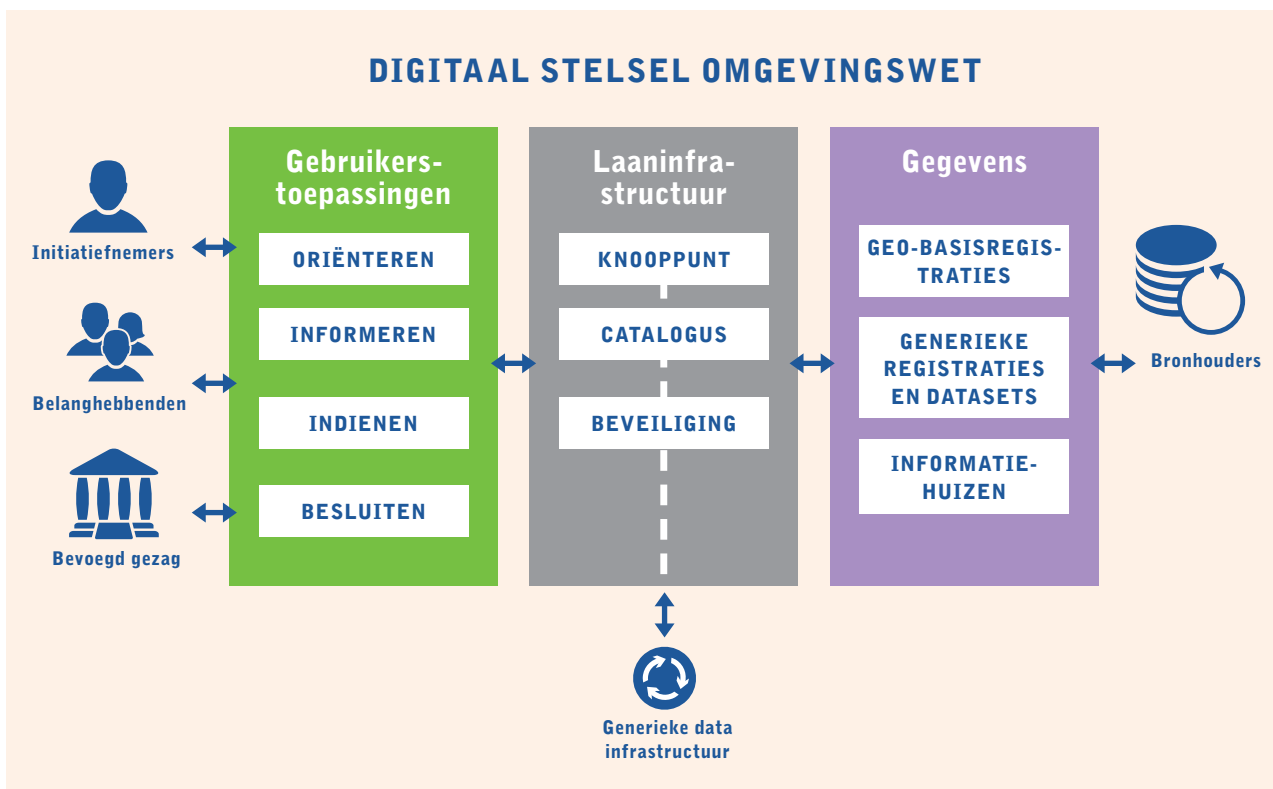 DIGITAAL STELSEL OMGEVINGSWET
Initiatiefnemers
Belanghebbenden
Bevoegd gezag
Gebruikers-
toepassingen
ORIËNTEREN
INFORMEREN
INDIENEN
BESLUITEN
Laaninfra-
structuur
KNOOPPUNT
CATALOGUS
BEVEILIGING
Generieke data
infrastructuur
Gegevens
GEO-BASISREGIS-
TRATIES
GENERIEKE
REGISTRATIES
EN DATASETS
INFORMATIE-
HUIZEN
Bronhouders